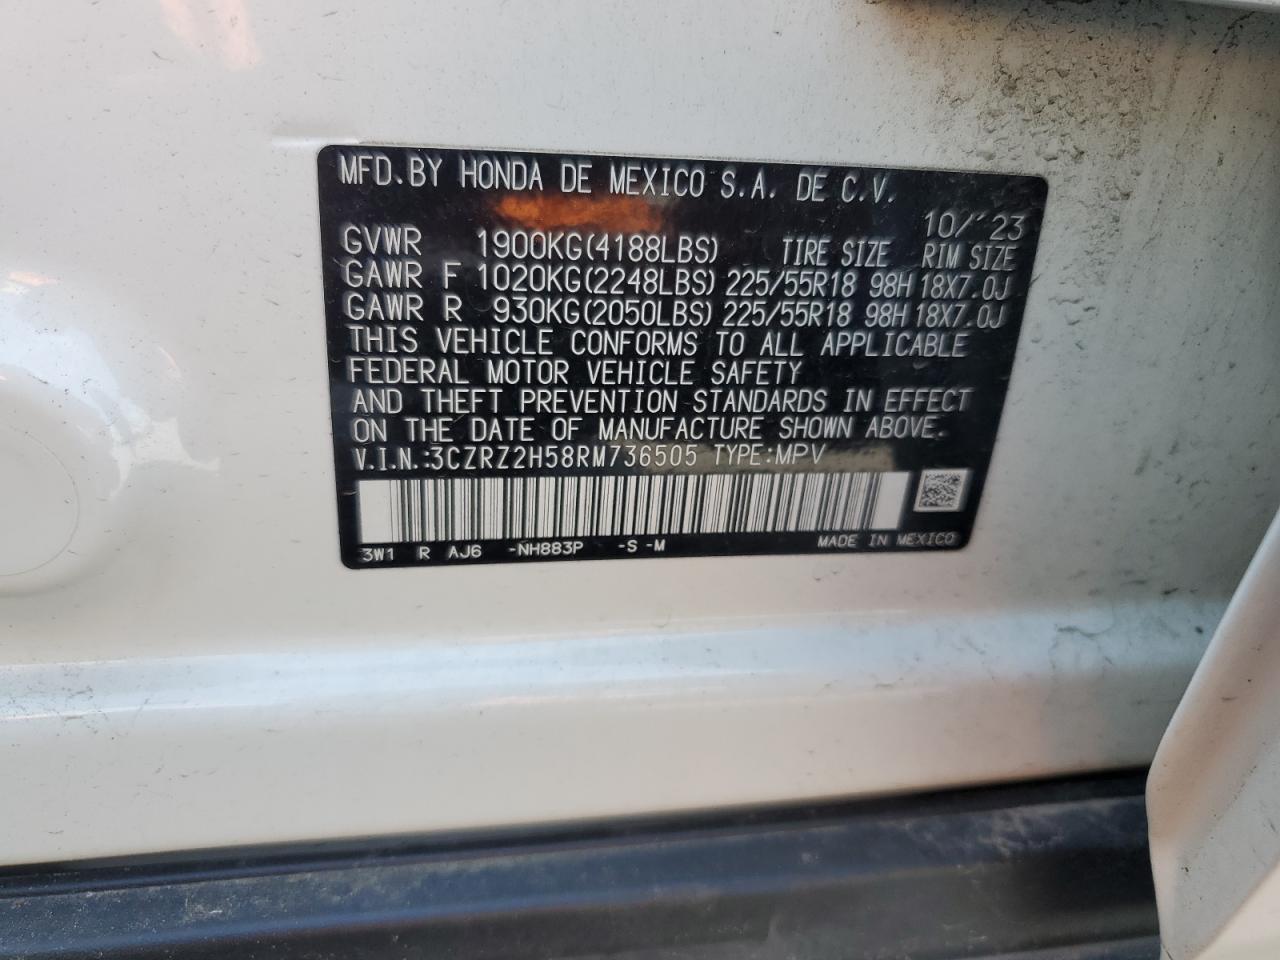 MFD.BY HONDA DE MEXICO S.A. DE C.V.
10/'23
GVWR 1900KG(4188LBS) TIRE SIZE RIM SIZE
GAWR F 1020KG(2248LBS) 225/55R18 98H 18X7.0J
GAWR R 930KG(2050LBS) 225/55R18 98H 18X7.0J
THIS VEHICLE CONFORMS TO ALL APPLICABLE
FEDERAL MOTOR VEHICLE SAFETY
AND THEFT PREVENTION STANDARDS IN EFFECT
ON THE DATE OF MANUFACTURE SHOWN ABOVE.
V.I.N.:3CZRZ2H58RM736505 TYPE:MPV
3W1 R AJ6 -NH883P -S -M MADE IN MEXICO